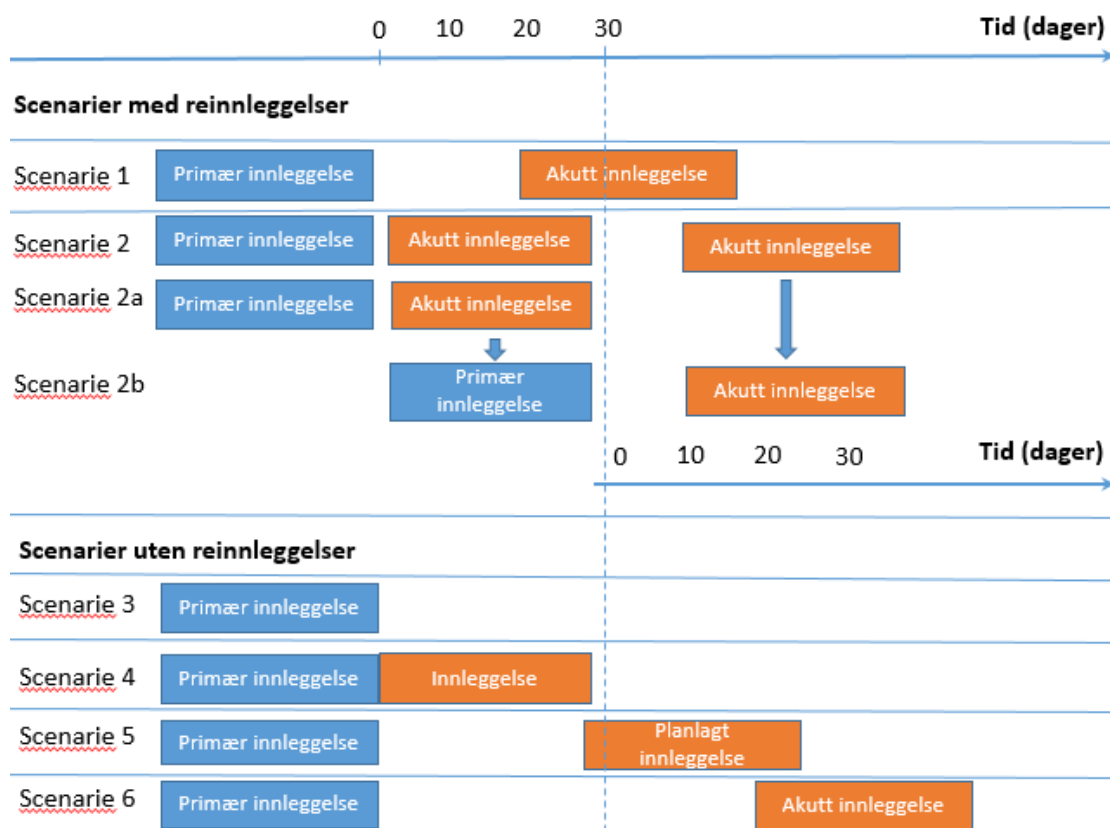 0 10 20 30 Tid (dager)
Scenarier med reinnleggelser
Scenarie 1 Primær innleggelse Akutt innleggelse
Scenarie 2 Primær innleggelse Akutt innleggelse Akutt innleggelse
Scenarie 2a Primær innleggelse Akutt innleggelse
Scenarie 2b Primær
innleggelse Akutt innleggelse
0 10 20 30 Tid (dager)
Scenarier uten reinnleggelser
Scenarie 3 Primær innleggelse
Scenarie 4 Primær innleggelse Innleggelse
Scenarie 5 Primær innleggelse Planlagt
innleggelse
Scenarie 6 Primær innleggelse Akutt innleggelse